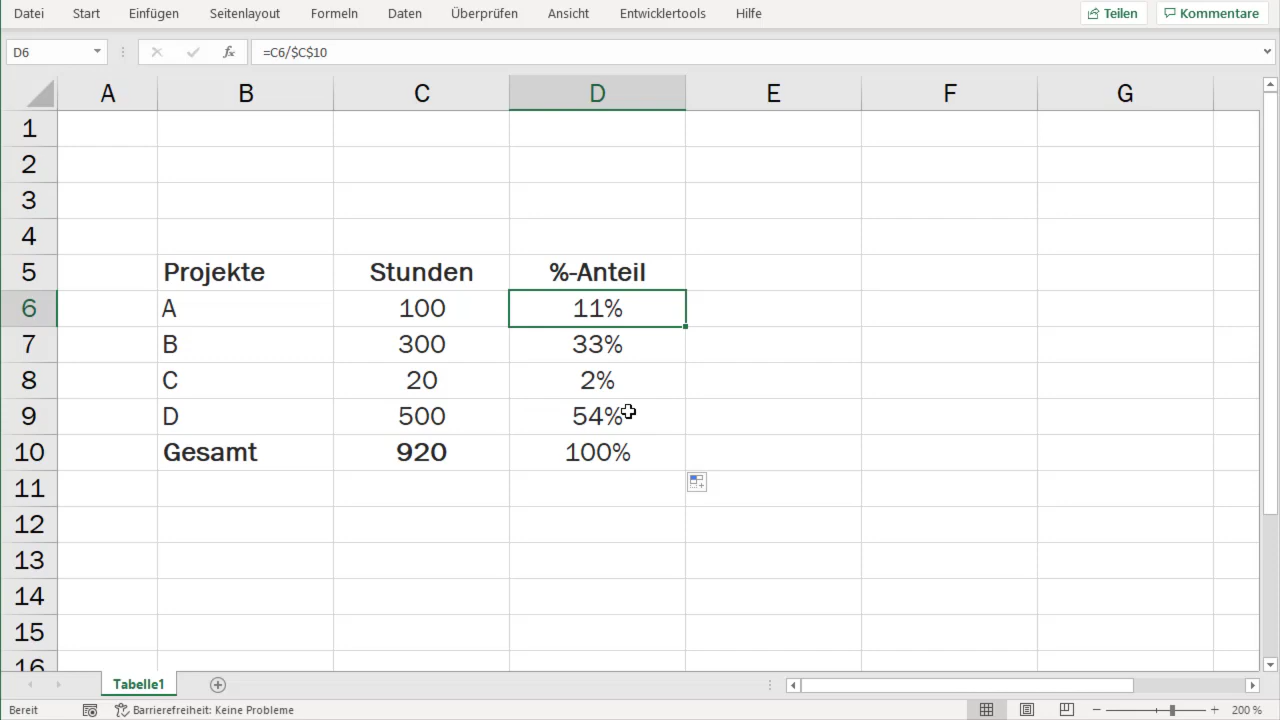 Datei Start Einfügen Seitenlayout Formeln Daten Überprüfen Ansicht Entwicklertools Hilfe Teilen Kommentare
D6 fx =C6/$C$10
A B C D E F G
1
2
3
4
5 Projekte Stunden %-Anteil
6 A 100 11%
7 B 300 33%
8 C 20 2%
9 D 500 54%
10 Gesamt 920 100%
11
12
13
14
15
16
Tabelle1
Bereit Barrierefreiheit: Keine Probleme 200 %